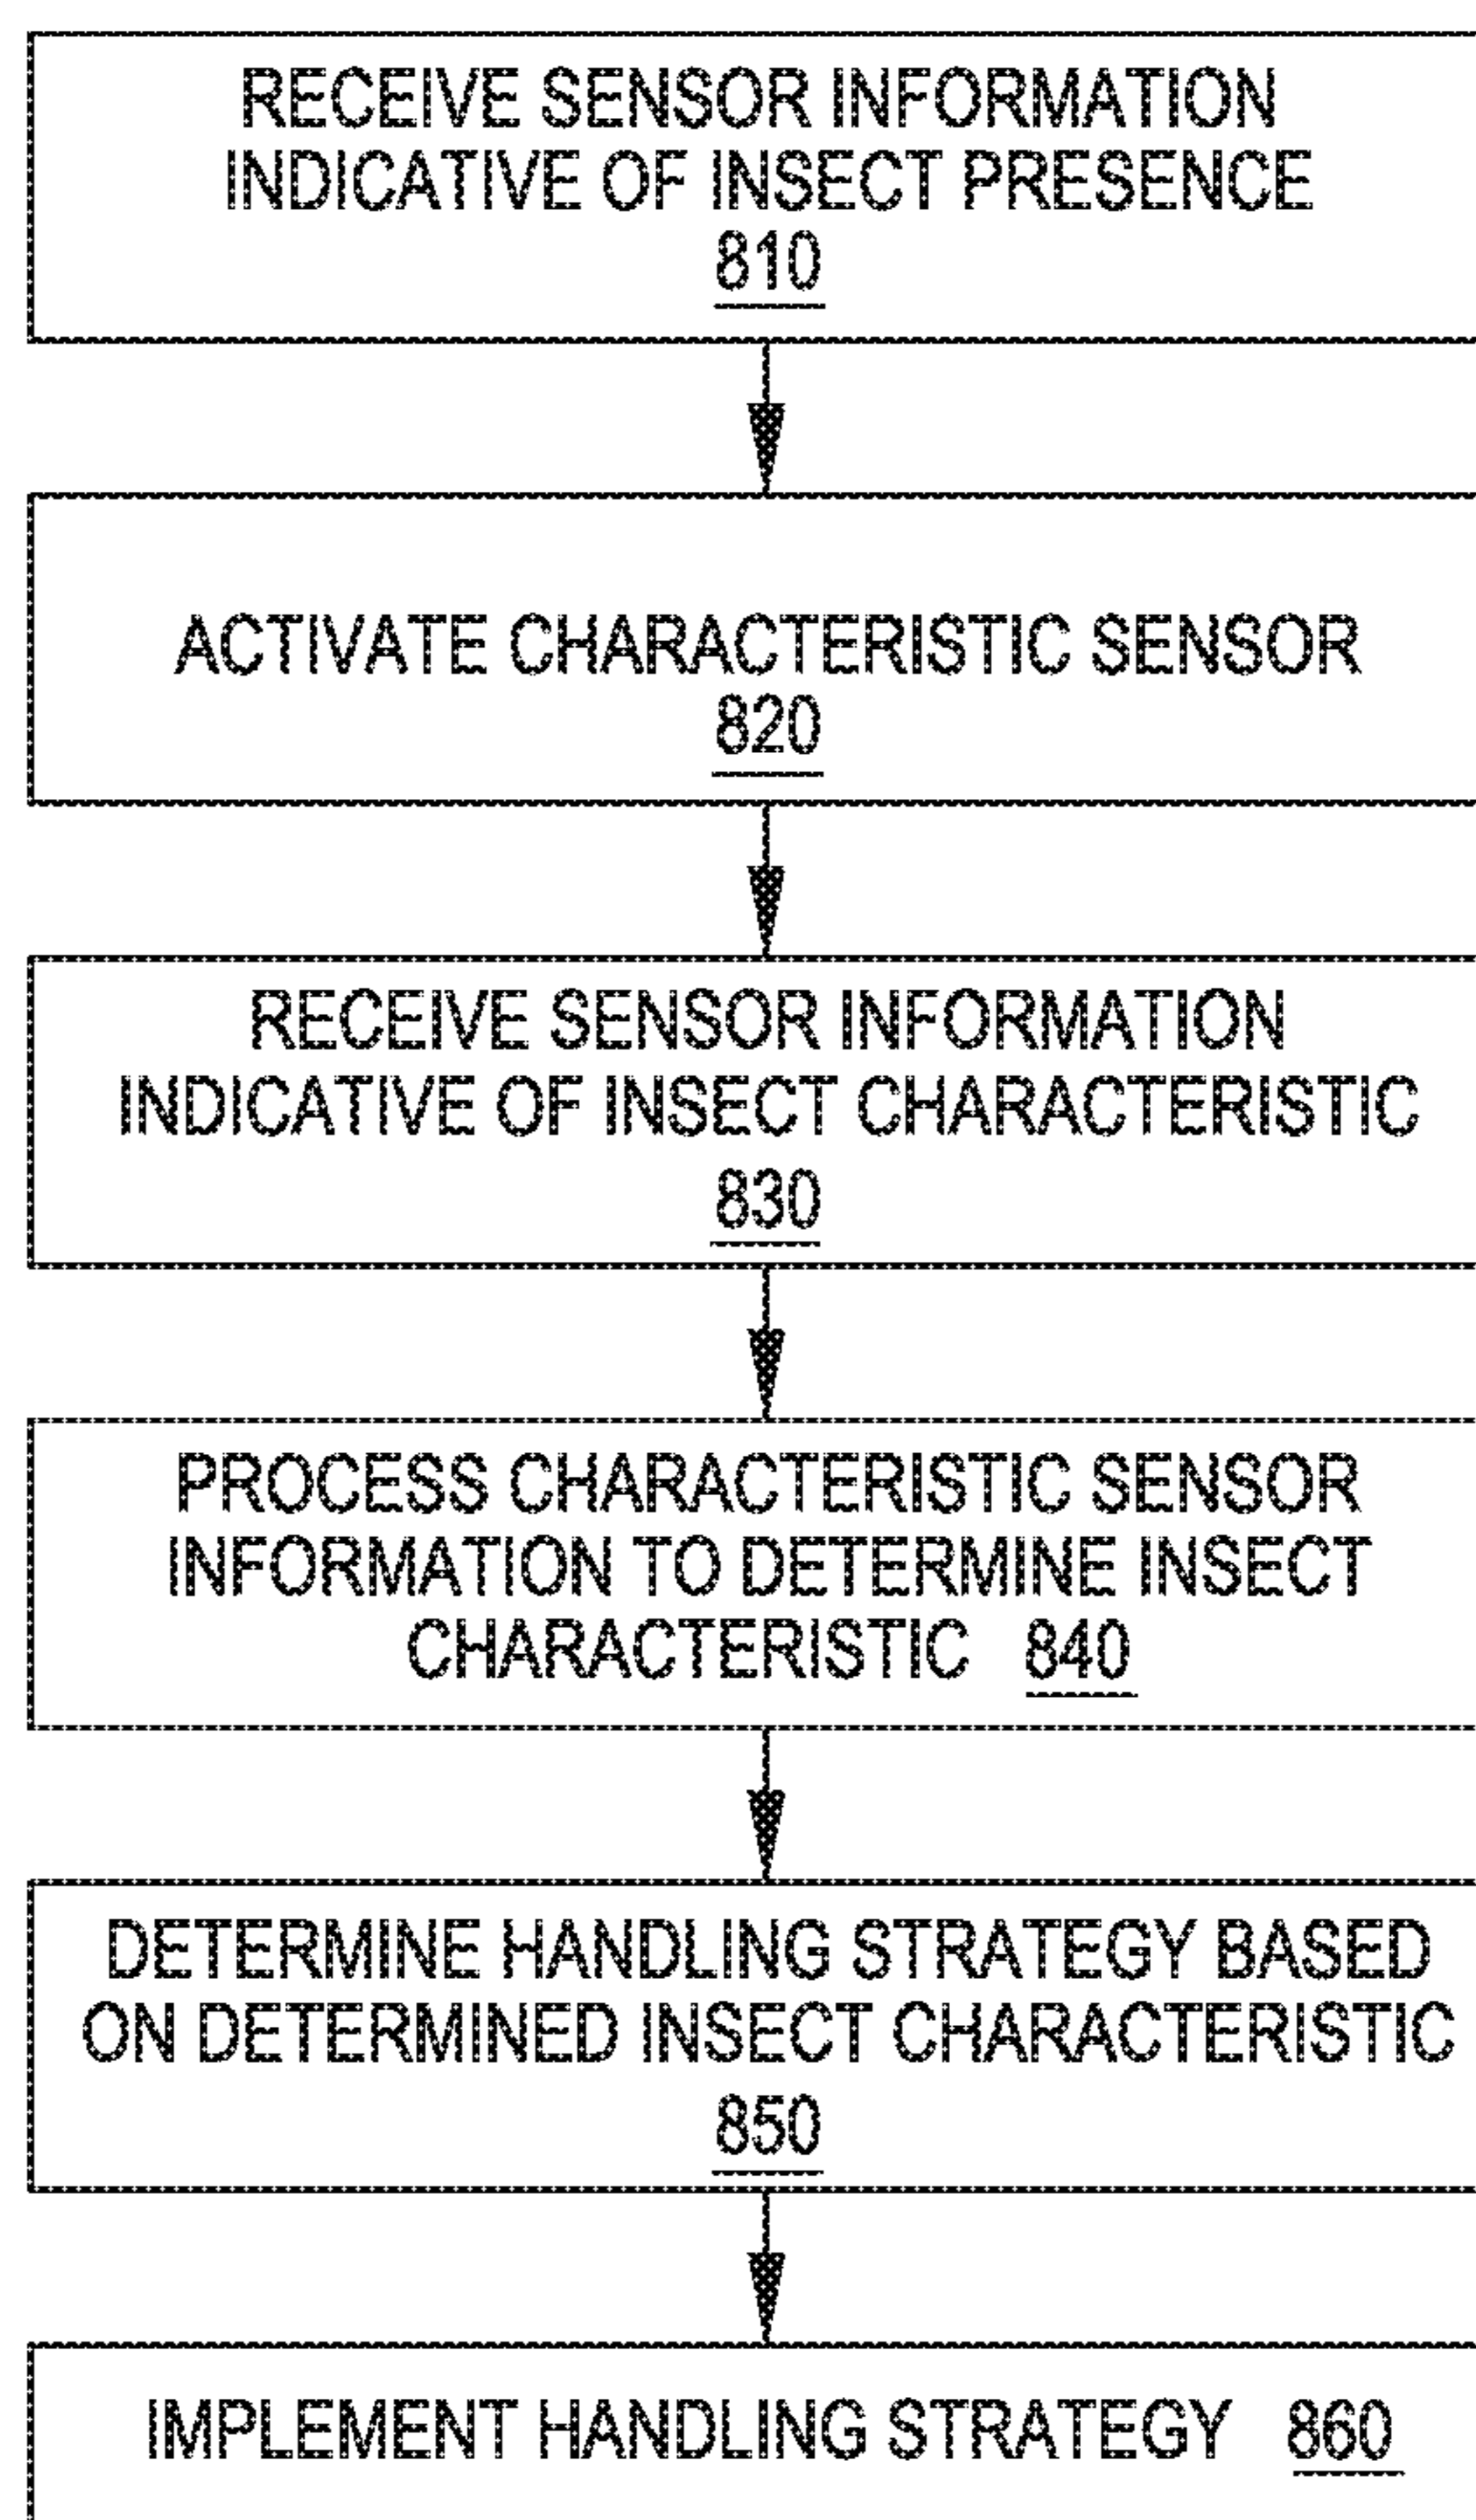 RECEIVE SENSOR INFORMATION
INDICATIVE OF INSECT PRESENCE
810
ACTIVATE CHARACTERISTIC SENSOR
820
RECEIVE SENSOR INFORMATION
INDICATIVE OF INSECT CHARACTERISTIC
830
PROCESS CHARACTERISTIC SENSOR
INFORMATION TO DETERMINE INSECT
CHARACTERISTIC 840
DETERMINE HANDLING STRATEGY BASED
ON DETERMINED INSECT CHARACTERISTIC
850
IMPLEMENT HANDLING STRATEGY 860